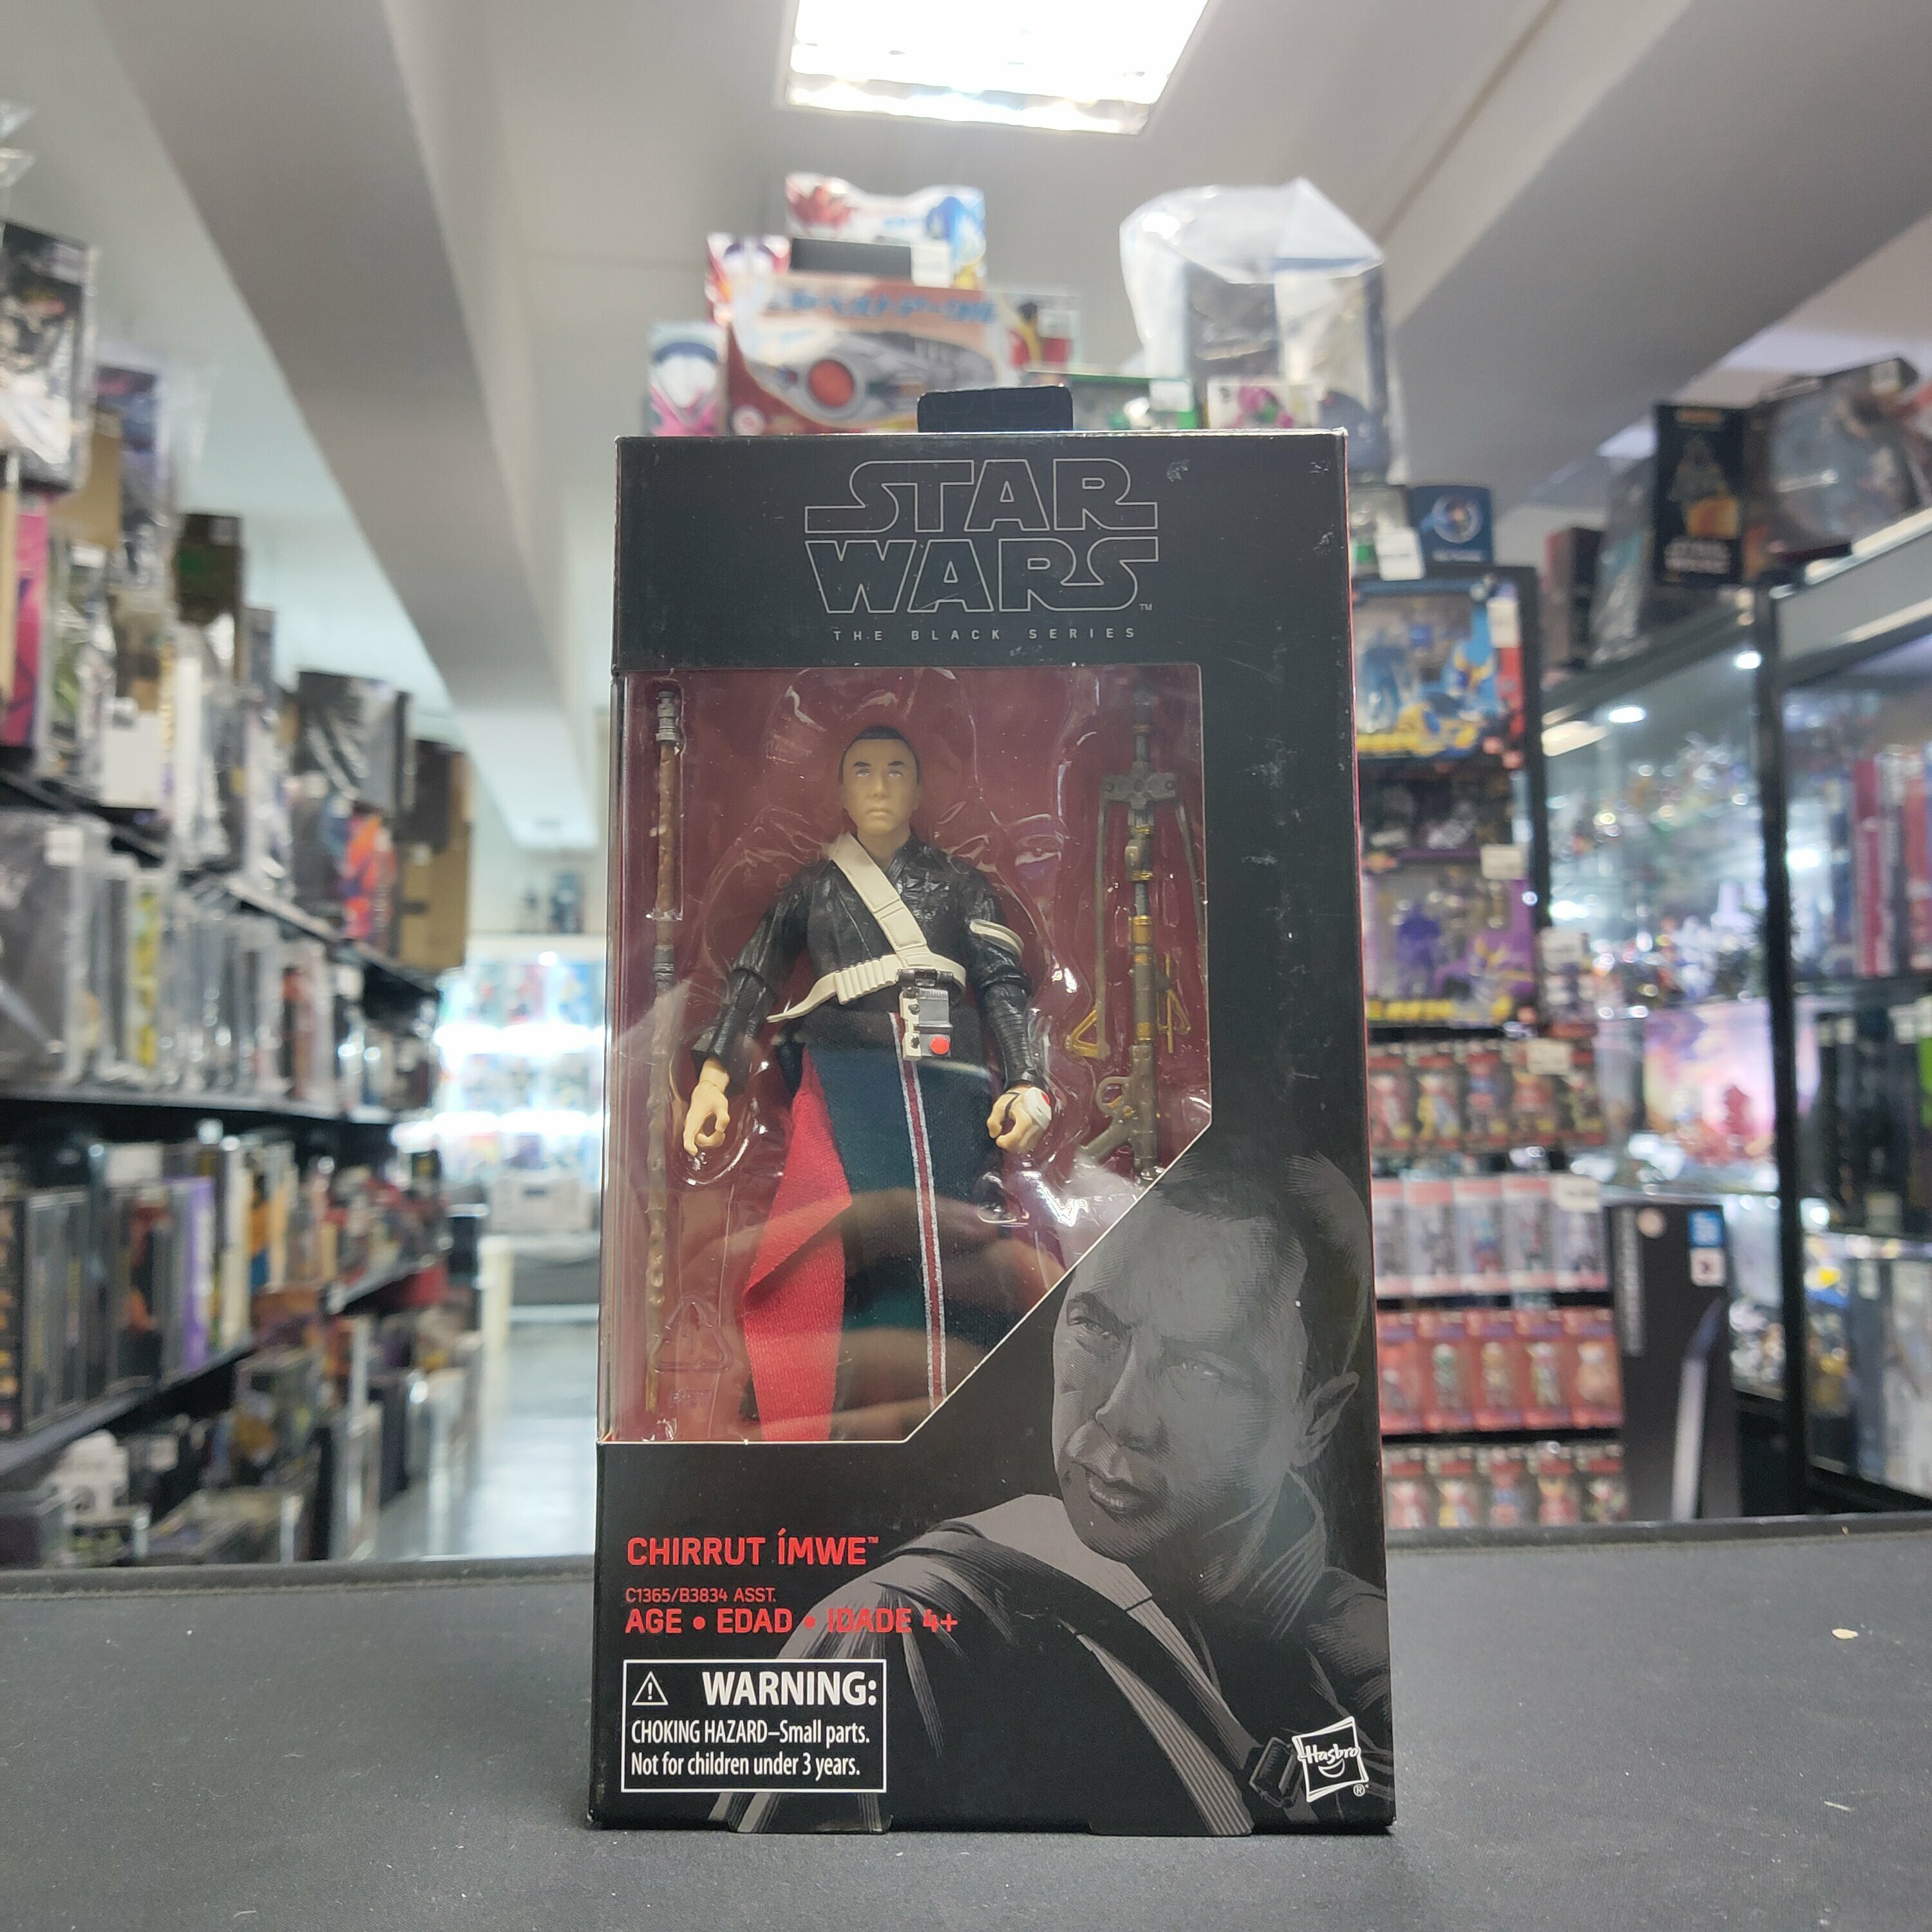 STAR
WARS™
THE BLACK SERIES
CHIRRUT ÍMWE™
C1365/B3834 ASST.
AGE • EDAD • IDADE 4+
WARNING:
CHOKING HAZARD–Small parts.
Not for children under 3 years.
Hasbro
®